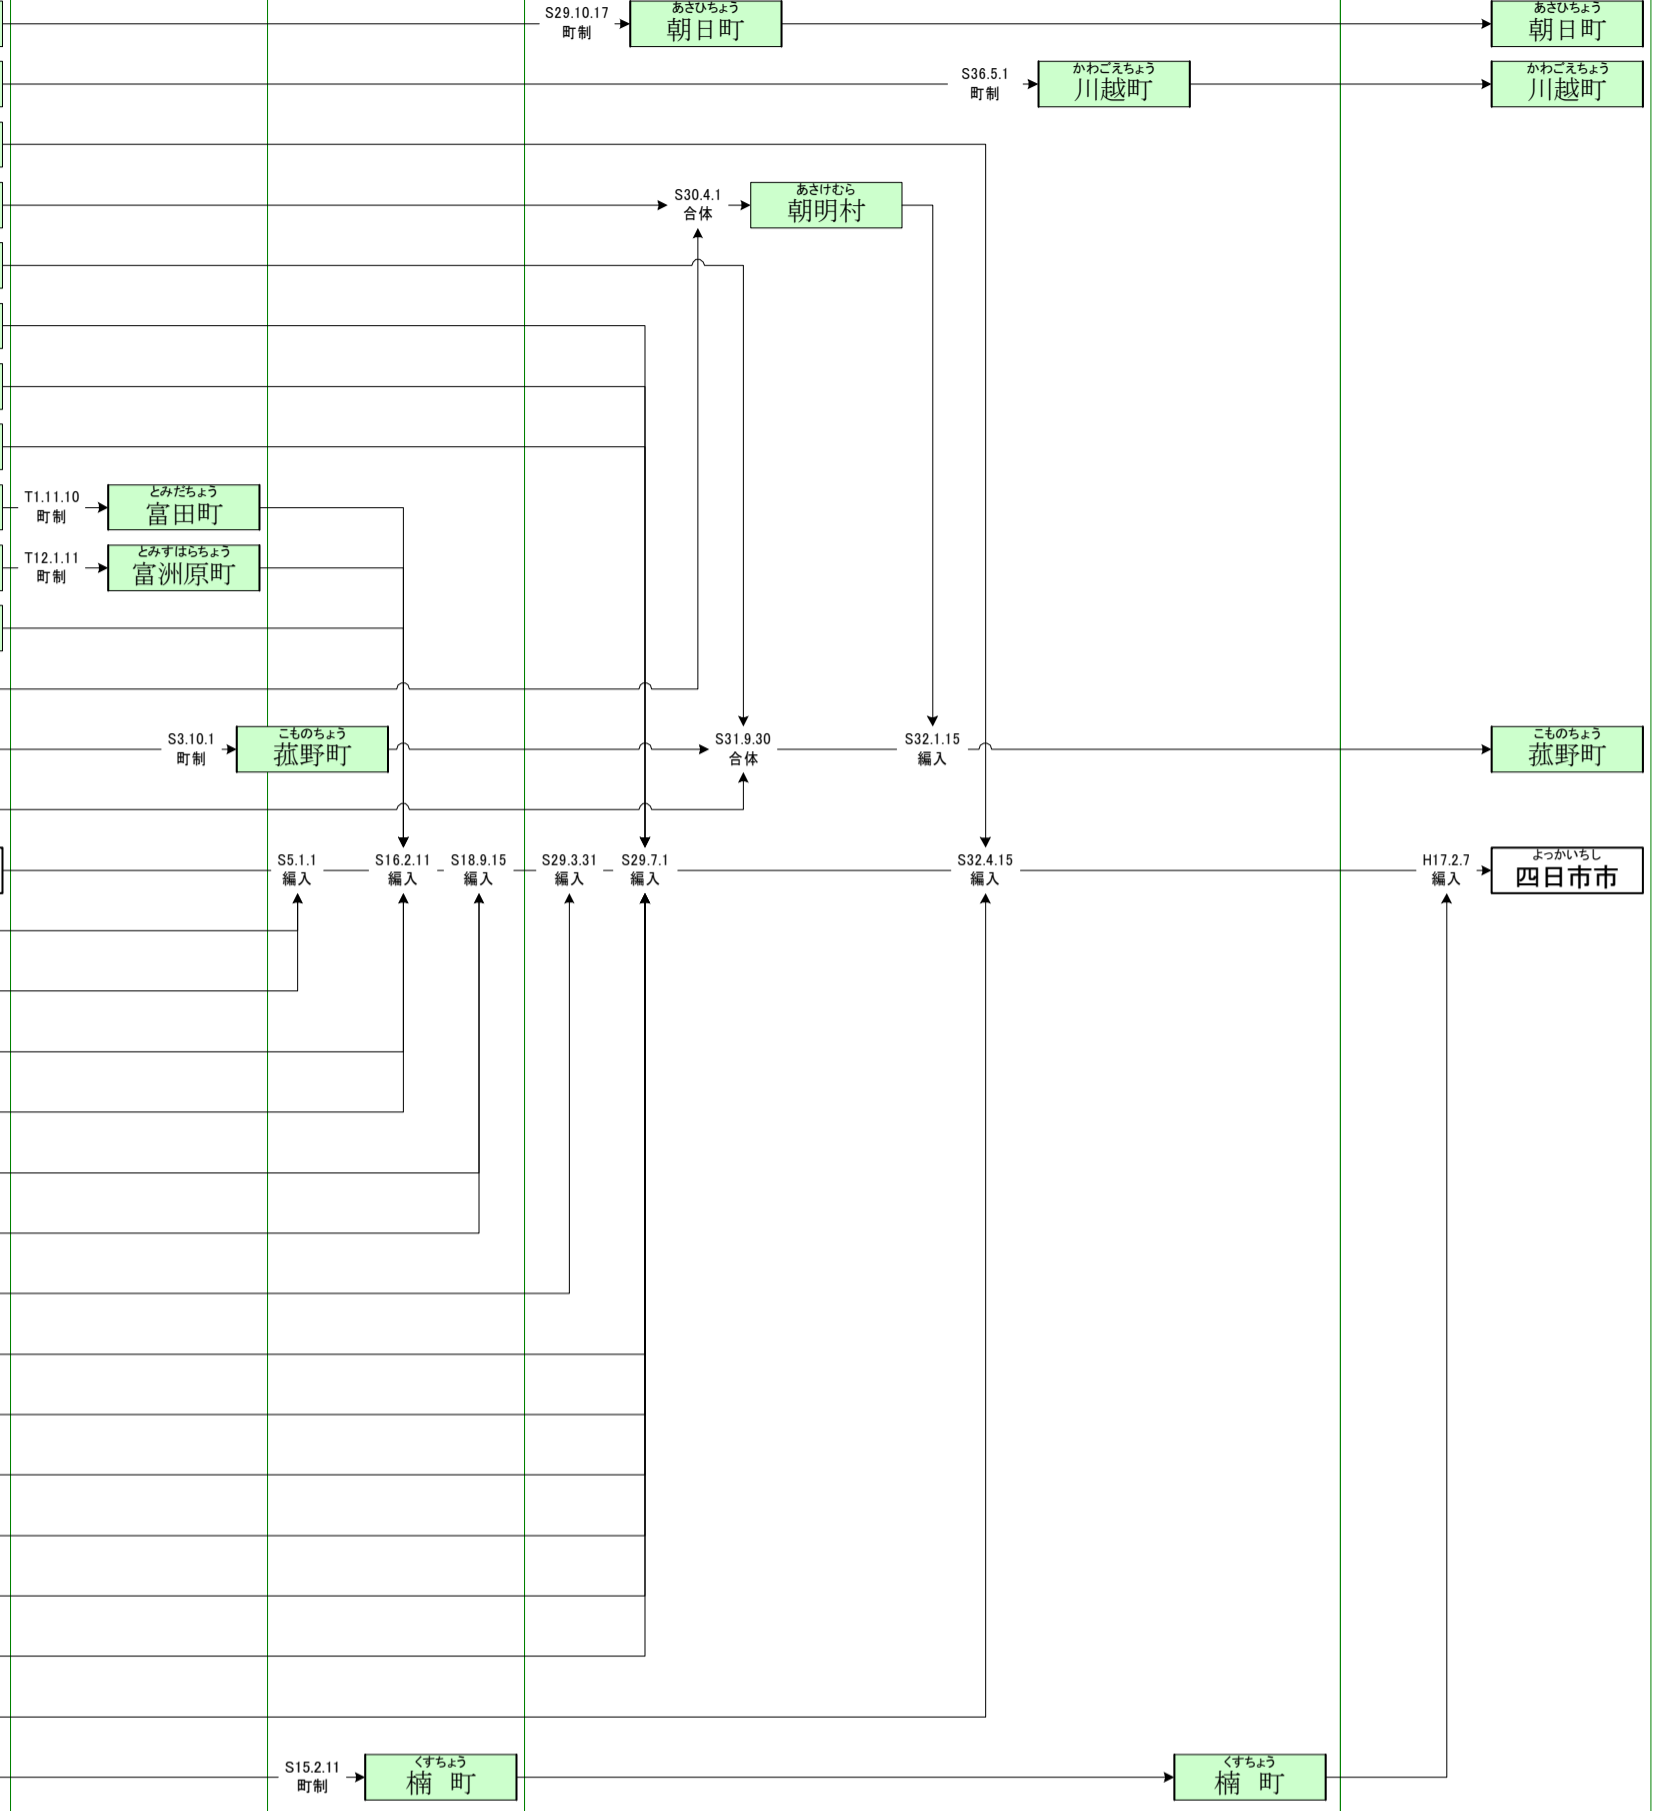 S29.10.17
町制
あさひちょう
朝日町
あさひちょう
朝日町
S36.5.1
町制
かわごえちょう
川越町
かわごえちょう
川越町
S30.4.1
合体
あさけむら
朝明村
T1.11.10
町制
とみだちょう
富田町
T12.1.11
町制
とみすはらちょう
富洲原町
S3.10.1
町制
こものちょう
菰野町
S31.9.30
合体
S32.1.15
編入
こものちょう
菰野町
S5.1.1
編入
S16.2.11
編入
S18.9.15
編入
S29.3.31
編入
S29.7.1
編入
S32.4.15
編入
H17.2.7
編入
よっかいちし
四日市市
S15.2.11
町制
くすちょう
楠 町
くすちょう
楠 町